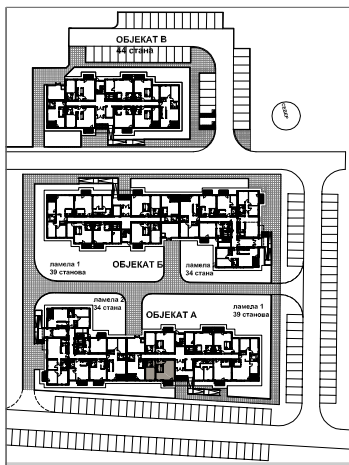 ОБЈЕКАТ В
44 стана
СЕВЕР
ламела 1
39 станова
ОБЈЕКАТ Б
ламела
34 стана
ламела 2
34 стана
ОБЈЕКАТ А
ламела 1
39 станова